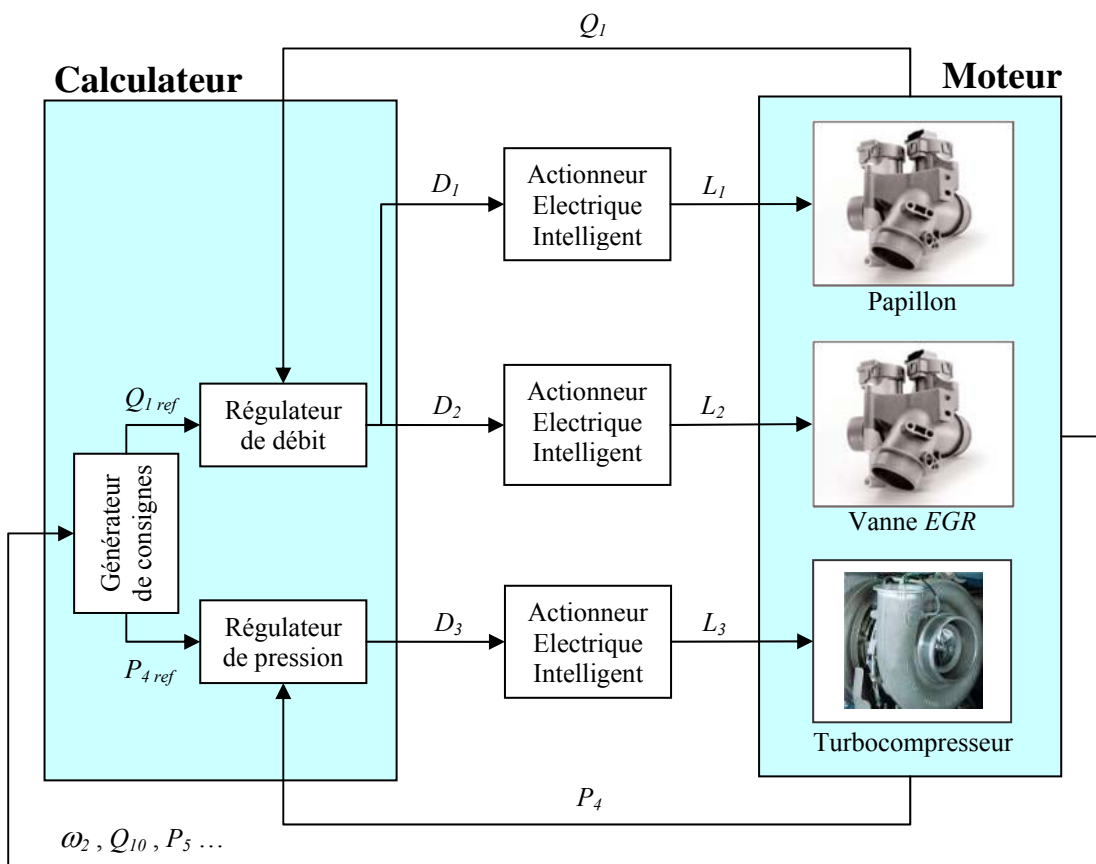 Q1
Calculateur
Moteur
D1
Actionneur
Electrique
Intelligent
L1
Papillon
Q1 ref
Régulateur
de débit
D2
Actionneur
Electrique
Intelligent
L2
Vanne EGR
Générateur
de consignes
P4 ref
Régulateur
de pression
D3
Actionneur
Electrique
Intelligent
L3
Turbocompresseur
P4
ω2 , Q10 , P5 …